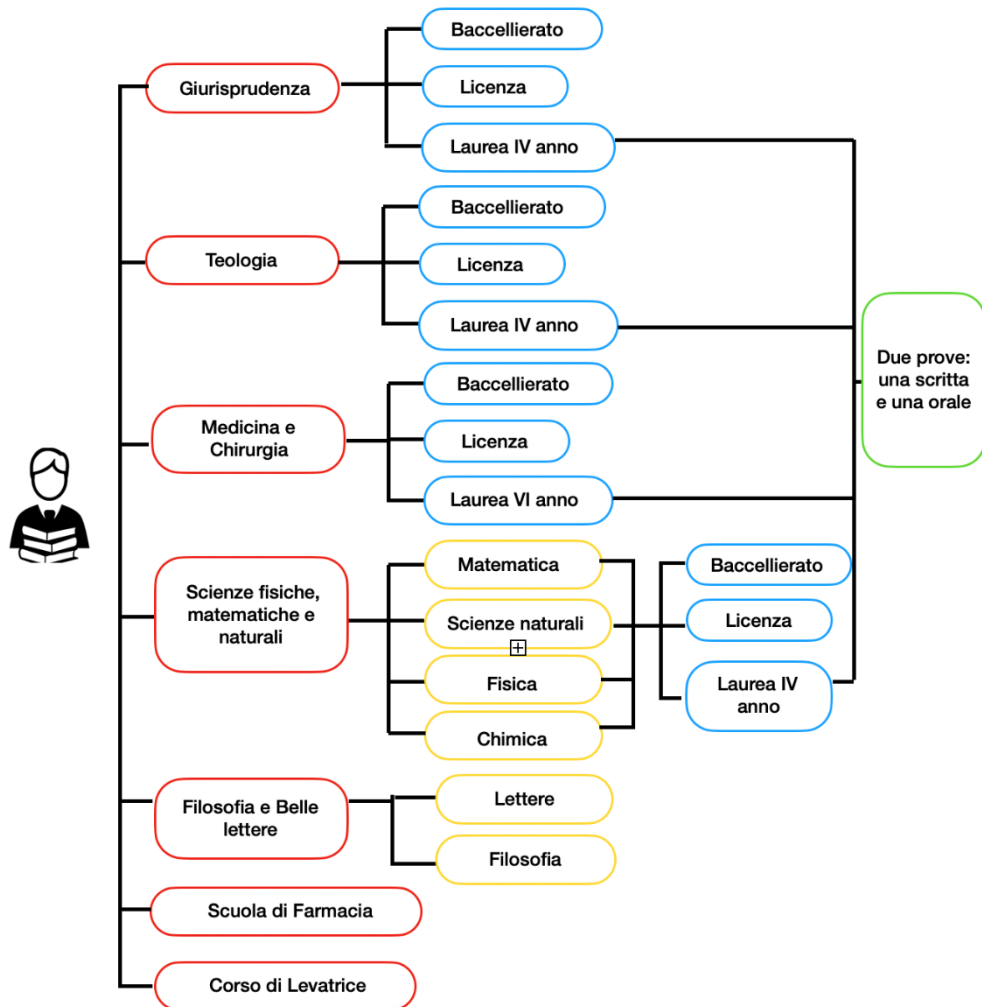 Baccellierato
Giurisprudenza
Licenza
Laurea IV anno
Baccellierato
Teologia
Licenza
Laurea IV anno
Due prove:
una scritta
e una orale
Baccellierato
Medicina e
Chirurgia
Licenza
Laurea VI anno
Scienze fisiche,
matematiche e
naturali
Matematica
Scienze naturali
Fisica
Chimica
Baccellierato
Licenza
Laurea IV
anno
Filosofia e Belle
lettere
Lettere
Filosofia
Scuola di Farmacia
Corso di Levatrice